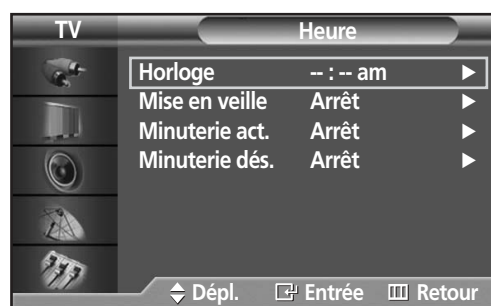 TV Heure
Horloge -- : -- am
Mise en veille Arrêt
Minuterie act. Arrêt
Minuterie dés. Arrêt
Dépl. Entrée Retour